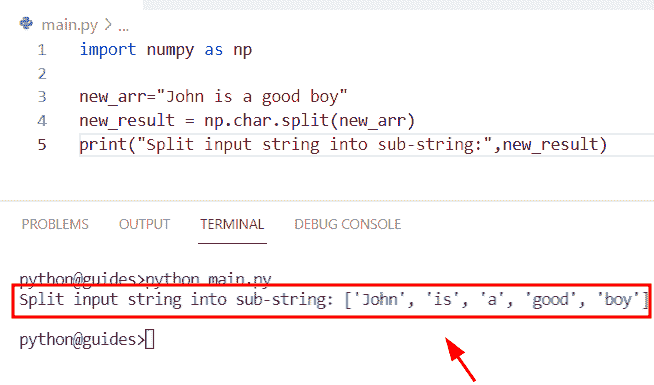 main.py > ...
1 import numpy as np
2
3 new_arr="John is a good boy"
4 new_result = np.char.split(new_arr)
5 print("Split input string into sub-string:",new_result)
PROBLEMS OUTPUT TERMINAL DEBUG CONSOLE
python@guides>python main.py
Split input string into sub-string: ['John', 'is', 'a', 'good', 'boy']
python@guides>